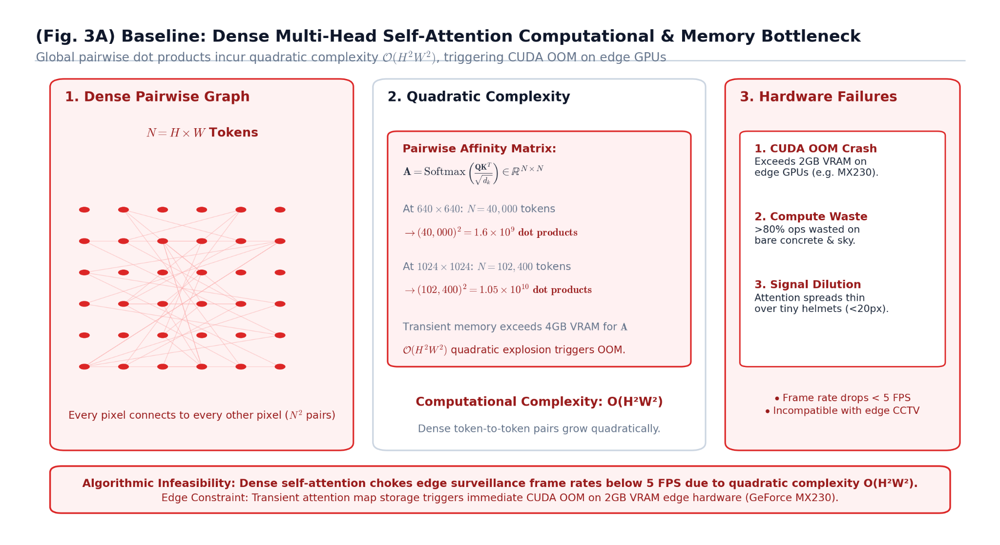 (Fig. 3A) Baseline: Dense Multi-Head Self-Attention Computational & Memory Bottleneck
Global pairwise dot products incur quadratic complexity 𝒪(H²W²), triggering CUDA OOM on edge GPUs
1. Dense Pairwise Graph
N = H × W Tokens
Every pixel connects to every other pixel (N² pairs)
2. Quadratic Complexity
Pairwise Affinity Matrix:
A = Softmax (QKᵀ / √dₖ) ∈ ℝᴺ ˣ ᴺ
At 640 × 640: N = 40,000 tokens
→ (40,000)² = 1.6 × 10⁹ dot products
At 1024 × 1024: N = 102,400 tokens
→ (102,400)² = 1.05 × 10¹⁰ dot products
Transient memory exceeds 4GB VRAM for A
𝒪(H²W²) quadratic explosion triggers OOM.
Computational Complexity: O(H²W²)
Dense token-to-token pairs grow quadratically.
3. Hardware Failures
1. CUDA OOM Crash
Exceeds 2GB VRAM on
edge GPUs (e.g. MX230).
2. Compute Waste
>80% ops wasted on
bare concrete & sky.
3. Signal Dilution
Attention spreads thin
over tiny helmets (<20px).
• Frame rate drops < 5 FPS
• Incompatible with edge CCTV
Algorithmic Infeasibility: Dense self-attention chokes edge surveillance frame rates below 5 FPS due to quadratic complexity O(H²W²).
Edge Constraint: Transient attention map storage triggers immediate CUDA OOM on 2GB VRAM edge hardware (GeForce MX230).